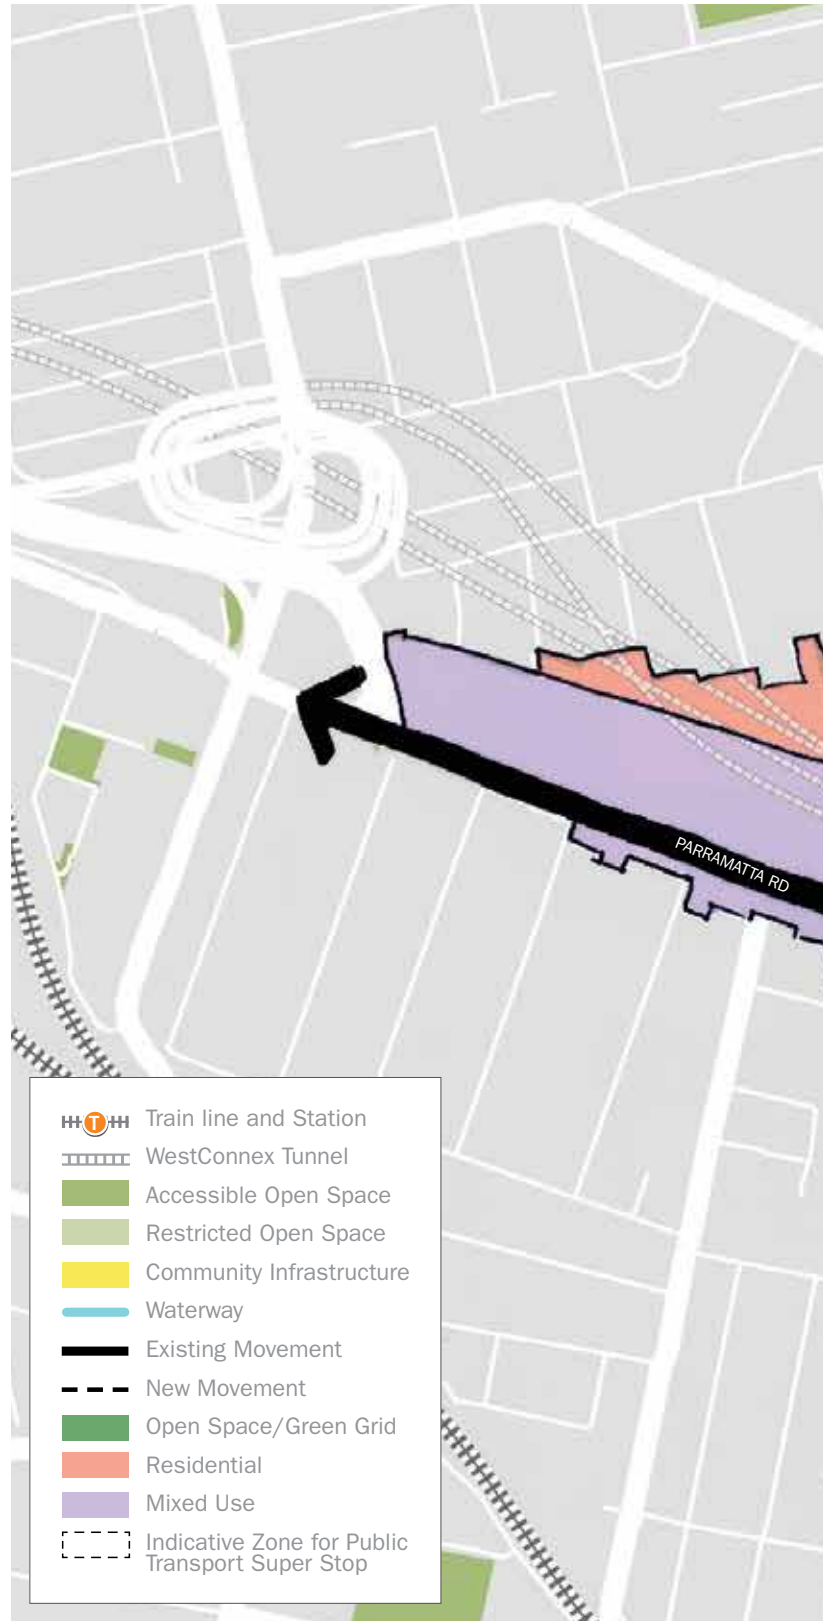 PARRAMATTA RD
T
Train line and Station
WestConnex Tunnel
Accessible Open Space
Restricted Open Space
Community Infrastructure
Waterway
Existing Movement
New Movement
Open Space/Green Grid
Residential
Mixed Use
Indicative Zone for Public
Transport Super Stop